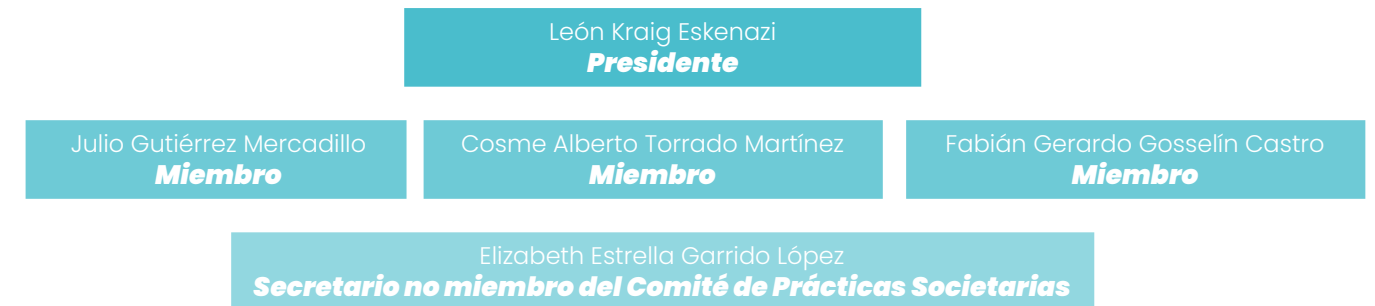 León Kraig Eskenazi
Presidente
Julio Gutiérrez Mercadillo
Miembro
Cosme Alberto Torrado Martínez
Miembro
Fabián Gerardo Gosselín Castro
Miembro
Elizabeth Estrella Garrido López
Secretario no miembro del Comité de Prácticas Societarias